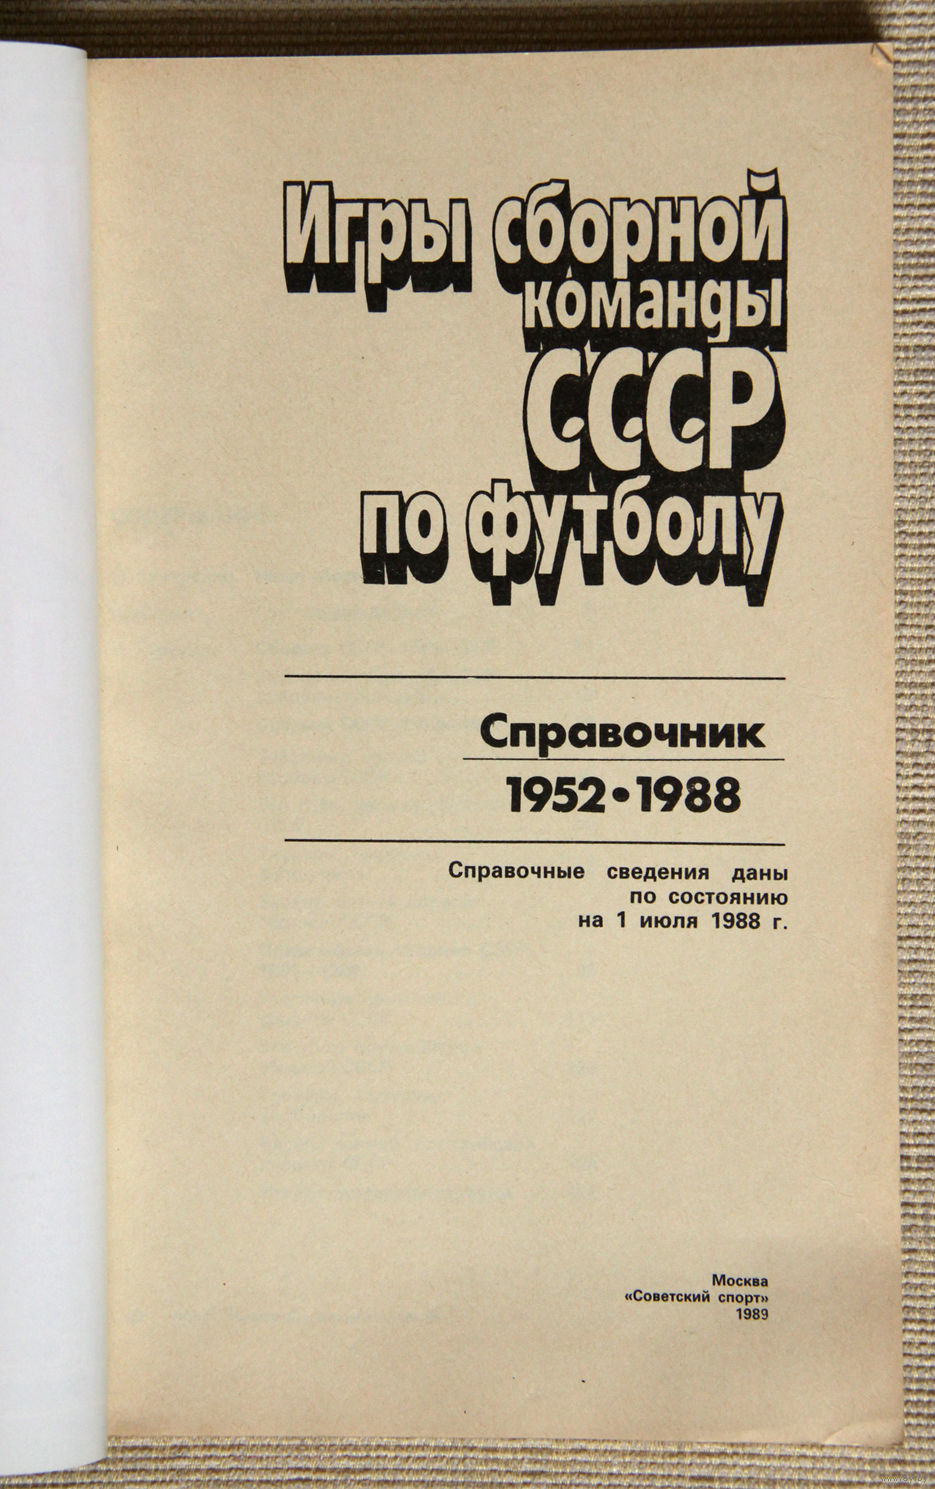 Игры сборной
команды
СССР
по футболу
Справочник
1952•1988
Справочные сведения даны
по состоянию
на 1 июля 1988 г.
Москва
«Советский спорт»
1989